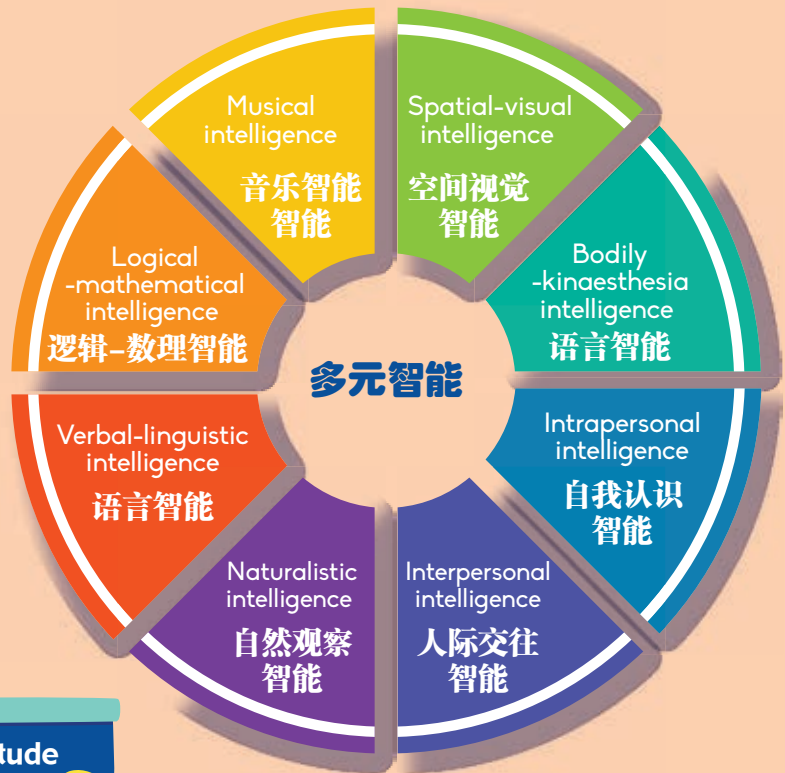 Musical
intelligence
音乐智能
智能
Spatial-visual
intelligence
空间视觉
智能
Bodily
-kinaesthesia
intelligence
语言智能
Intrapersonal
intelligence
自我认识
智能
Interpersonal
intelligence
人际交往
智能
Naturalistic
intelligence
自然观察
智能
Verbal-linguistic
intelligence
语言智能
Logical
-mathematical
intelligence
逻辑-数理智能
多元智能
tude